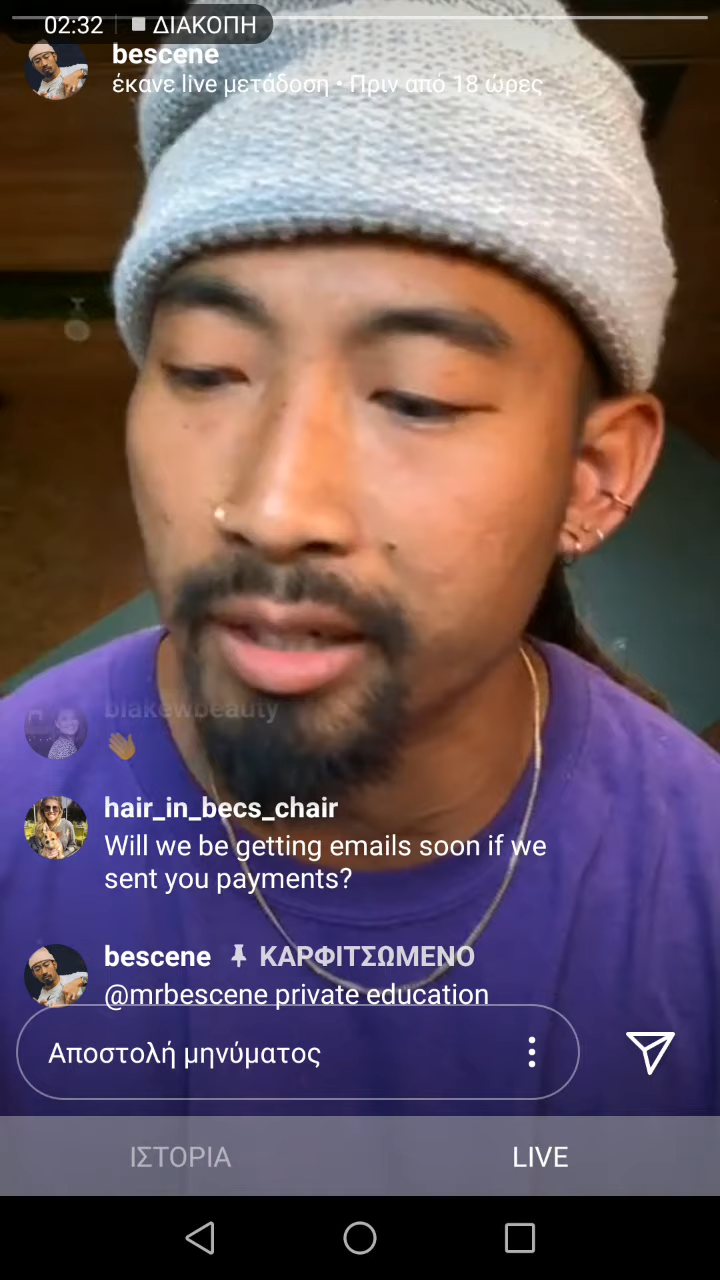 02:32 ΔΙΑΚΟΠΗ
bescene
έκανε live μετάδοση • Πριν από 18 ώρες
blakewbeauty
hair_in_becs_chair
Will we be getting emails soon if we
sent you payments?
bescene ΚΑΡΦΙΤΣΩΜΕΝΟ
@mrbescene private education
Αποστολή μηνύματος
ΙΣΤΟΡΙΑ LIVE